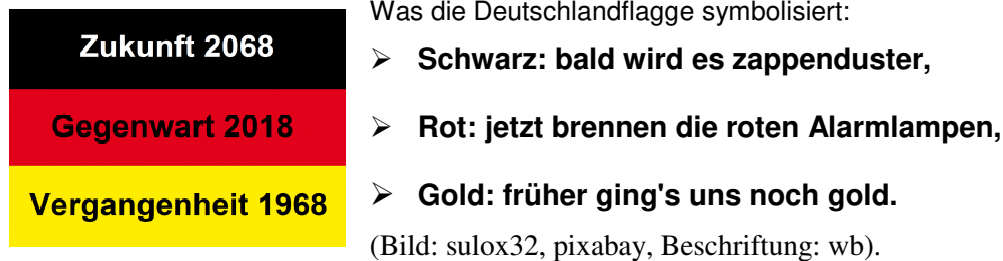 Zukunft 2068
Gegenwart 2018
Vergangenheit 1968
Was die Deutschlandflagge symbolisiert:
➢ Schwarz: bald wird es zappenduster,
➢ Rot: jetzt brennen die roten Alarmlampen,
➢ Gold: früher ging's uns noch gold.
(Bild: sulox32, pixabay, Beschriftung: wb).